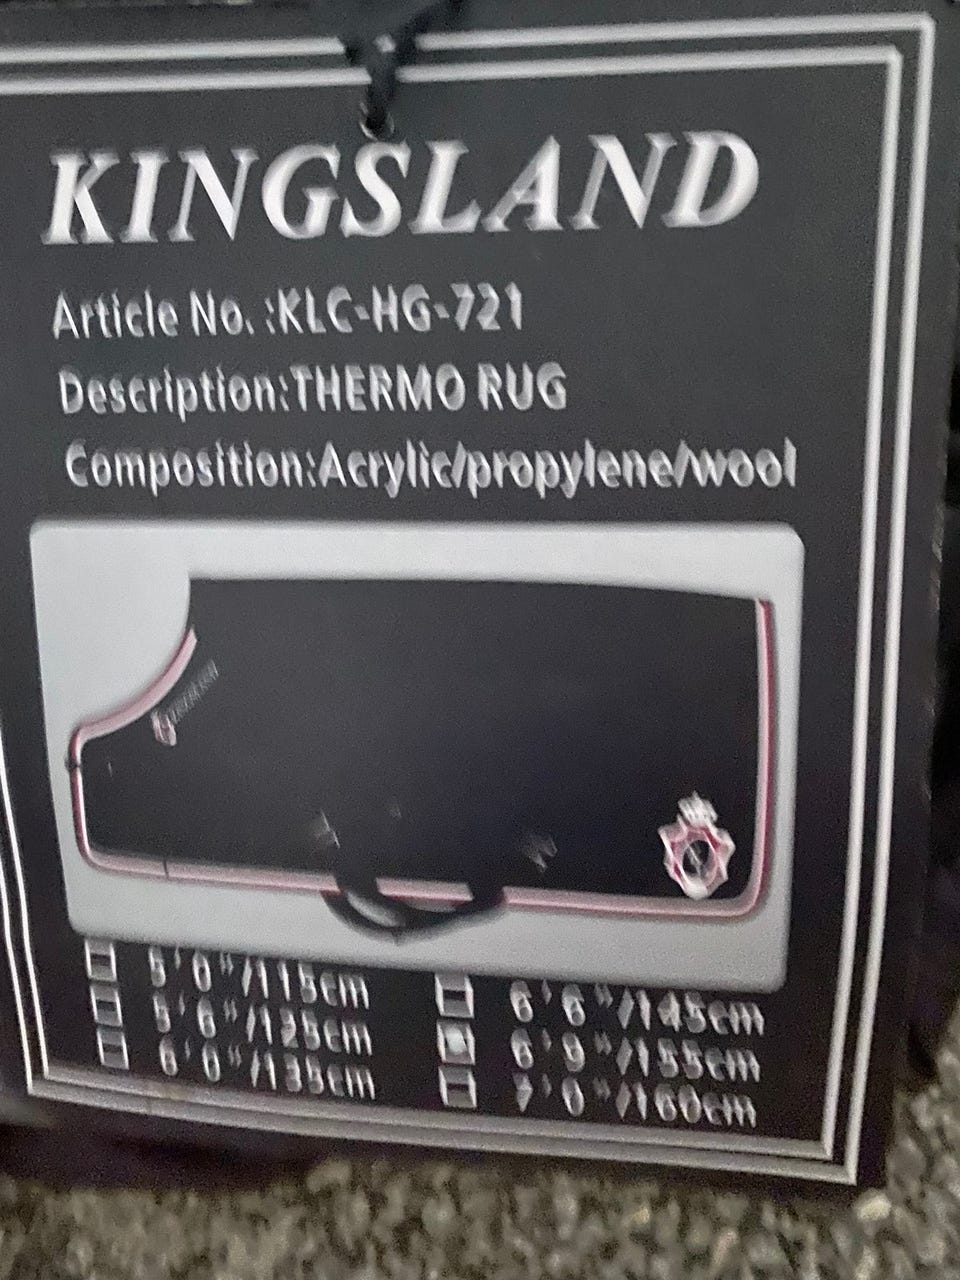 KINGSLAND
Article No. :KLC-HG-721
Description:THERMO RUG
Composition:Acrylic/propylene/wool
5'0"/115cm
5'6"/125cm
6'0"/135cm
6'6"/145cm
6'9"/155cm
7'0"/160cm